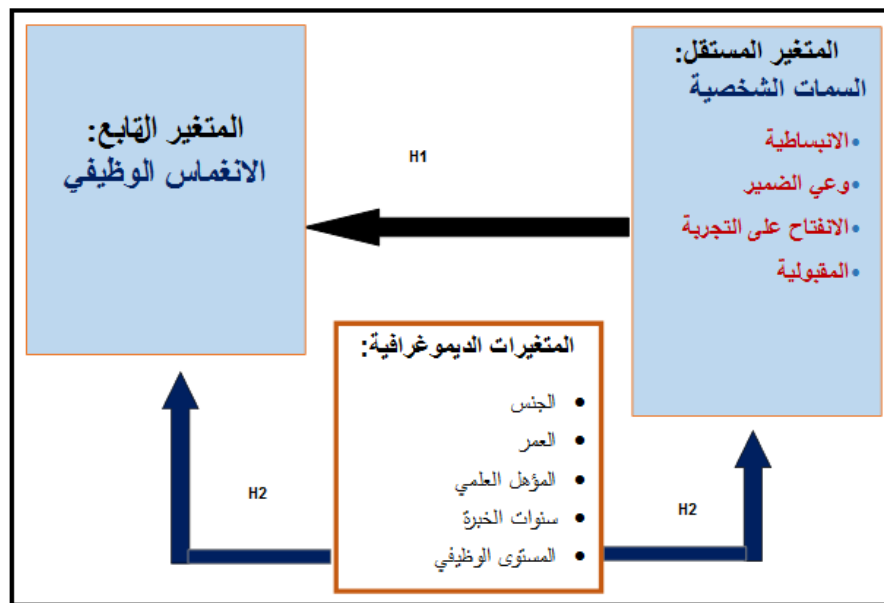 المتغير المستقل:
السمات الشخصية
•الانبساطية
•وعي الضمير
•الانفتاح على التجربة
•المقبولية
H1
المتغير التابع:
الانغماس الوظيفي
المتغيرات الديموغرافية:
• الجنس
• العمر
• المؤهل العلمي
• سنوات الخبرة
• المستوى الوظيفي
H2
H2